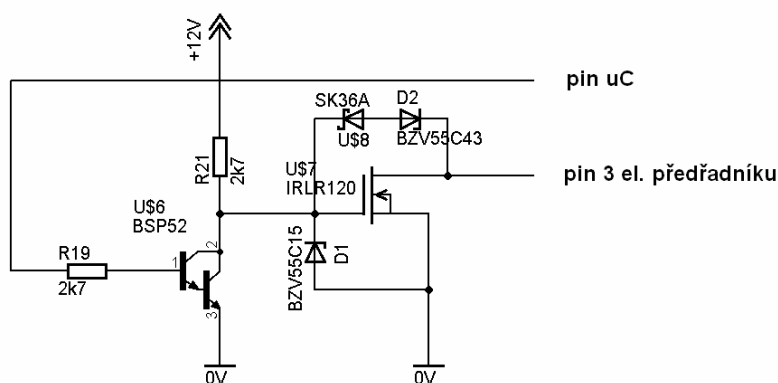 +12V
pin uC
SK36A
D2
U$8
BZV55C43
R21
2k7
U$7
IRLR120
pin 3 el. předřadníku
U$6
BSP52
2
R19
2k7
1
3
BZV55C15
D1
0V
0V